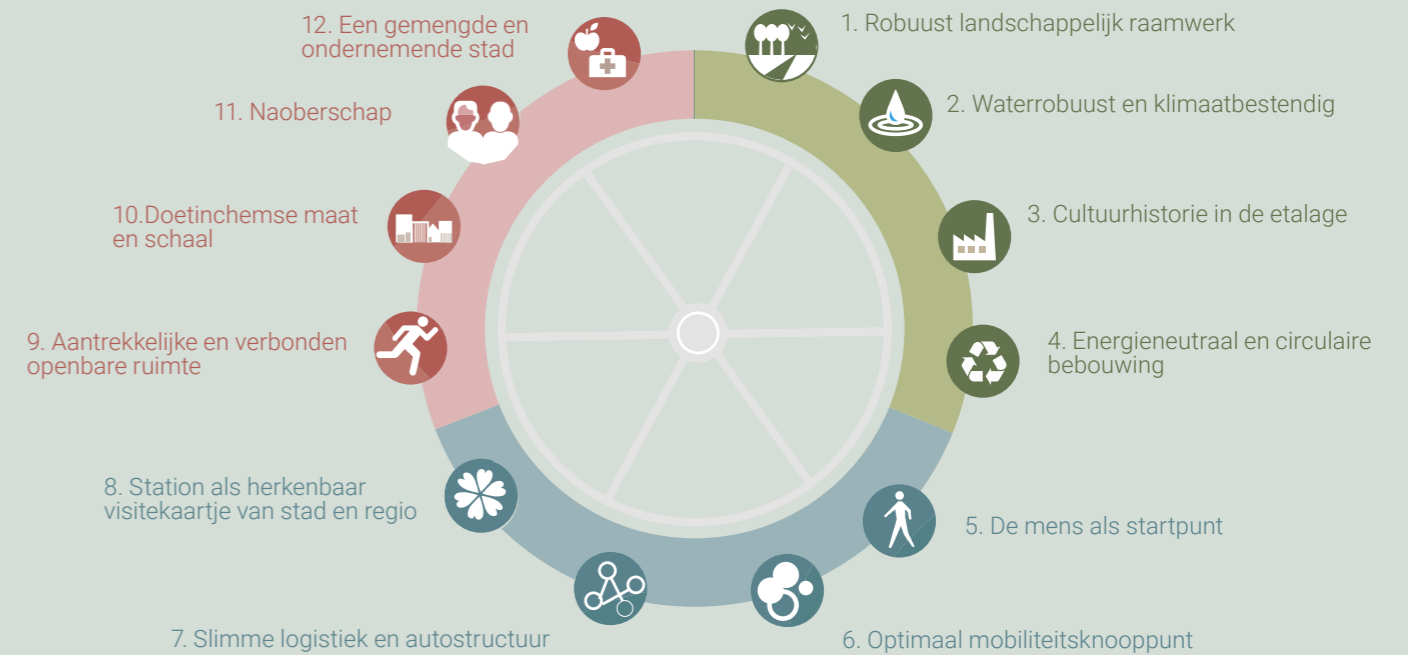 1. Robuust landschappelijk raamwerk
2. Waterrobuust en klimaatbestendig
3. Cultuurhistorie in de etalage
4. Energieneutraal en circulaire
bebouwing
5. De mens als startpunt
6. Optimaal mobiliteitsknooppunt
7. Slimme logistiek en autostructuur
8. Station als herkenbaar
visitekaartje van stad en regio
9. Aantrekkelijke en verbonden
openbare ruimte
10.Doetinchemse maat
en schaal
11. Naoberschap
12. Een gemengde en
ondernemende stad